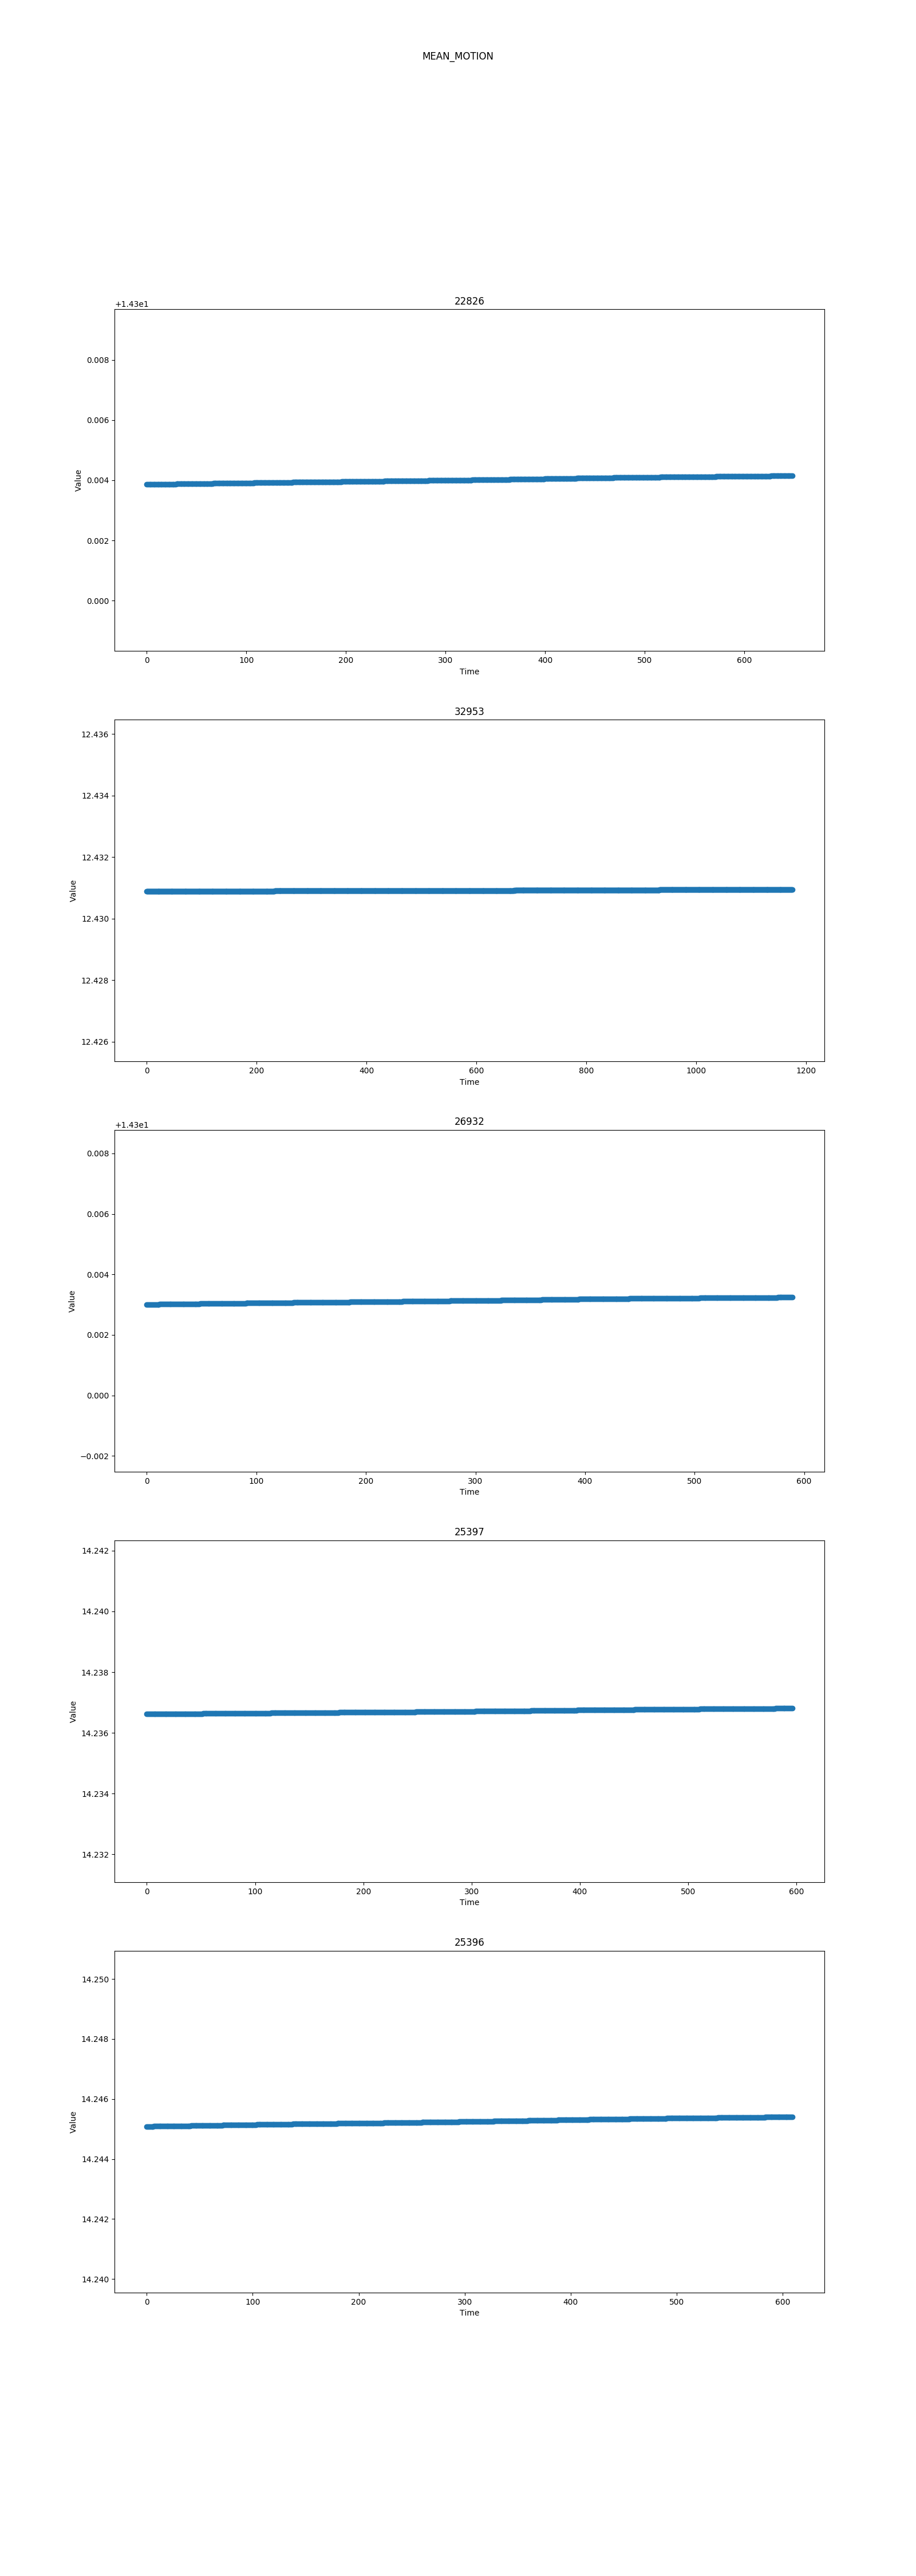 MEAN_MOTION
22826
+1.43e1
0.008
0.006
0.004
0.002
0.000
Value
0 100 200 300 400 500 600
Time
32953
12.436
12.434
12.432
12.430
12.428
12.426
Value
0 200 400 600 800 1000 1200
Time
26932
+1.43e1
0.008
0.006
0.004
0.002
0.000
−0.002
Value
0 100 200 300 400 500 600
Time
25397
14.242
14.240
14.238
14.236
14.234
14.232
Value
0 100 200 300 400 500 600
Time
25396
14.250
14.248
14.246
14.244
14.242
14.240
Value
0 100 200 300 400 500 600
Time